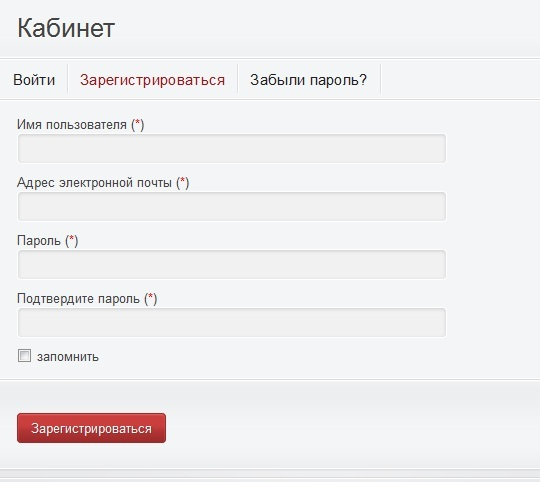 Кабинет
Войти Зарегистрироваться Забыли пароль?
Имя пользователя (*)
Адрес электронной почты (*)
Пароль (*)
Подтвердите пароль (*)
запомнить
Зарегистрироваться